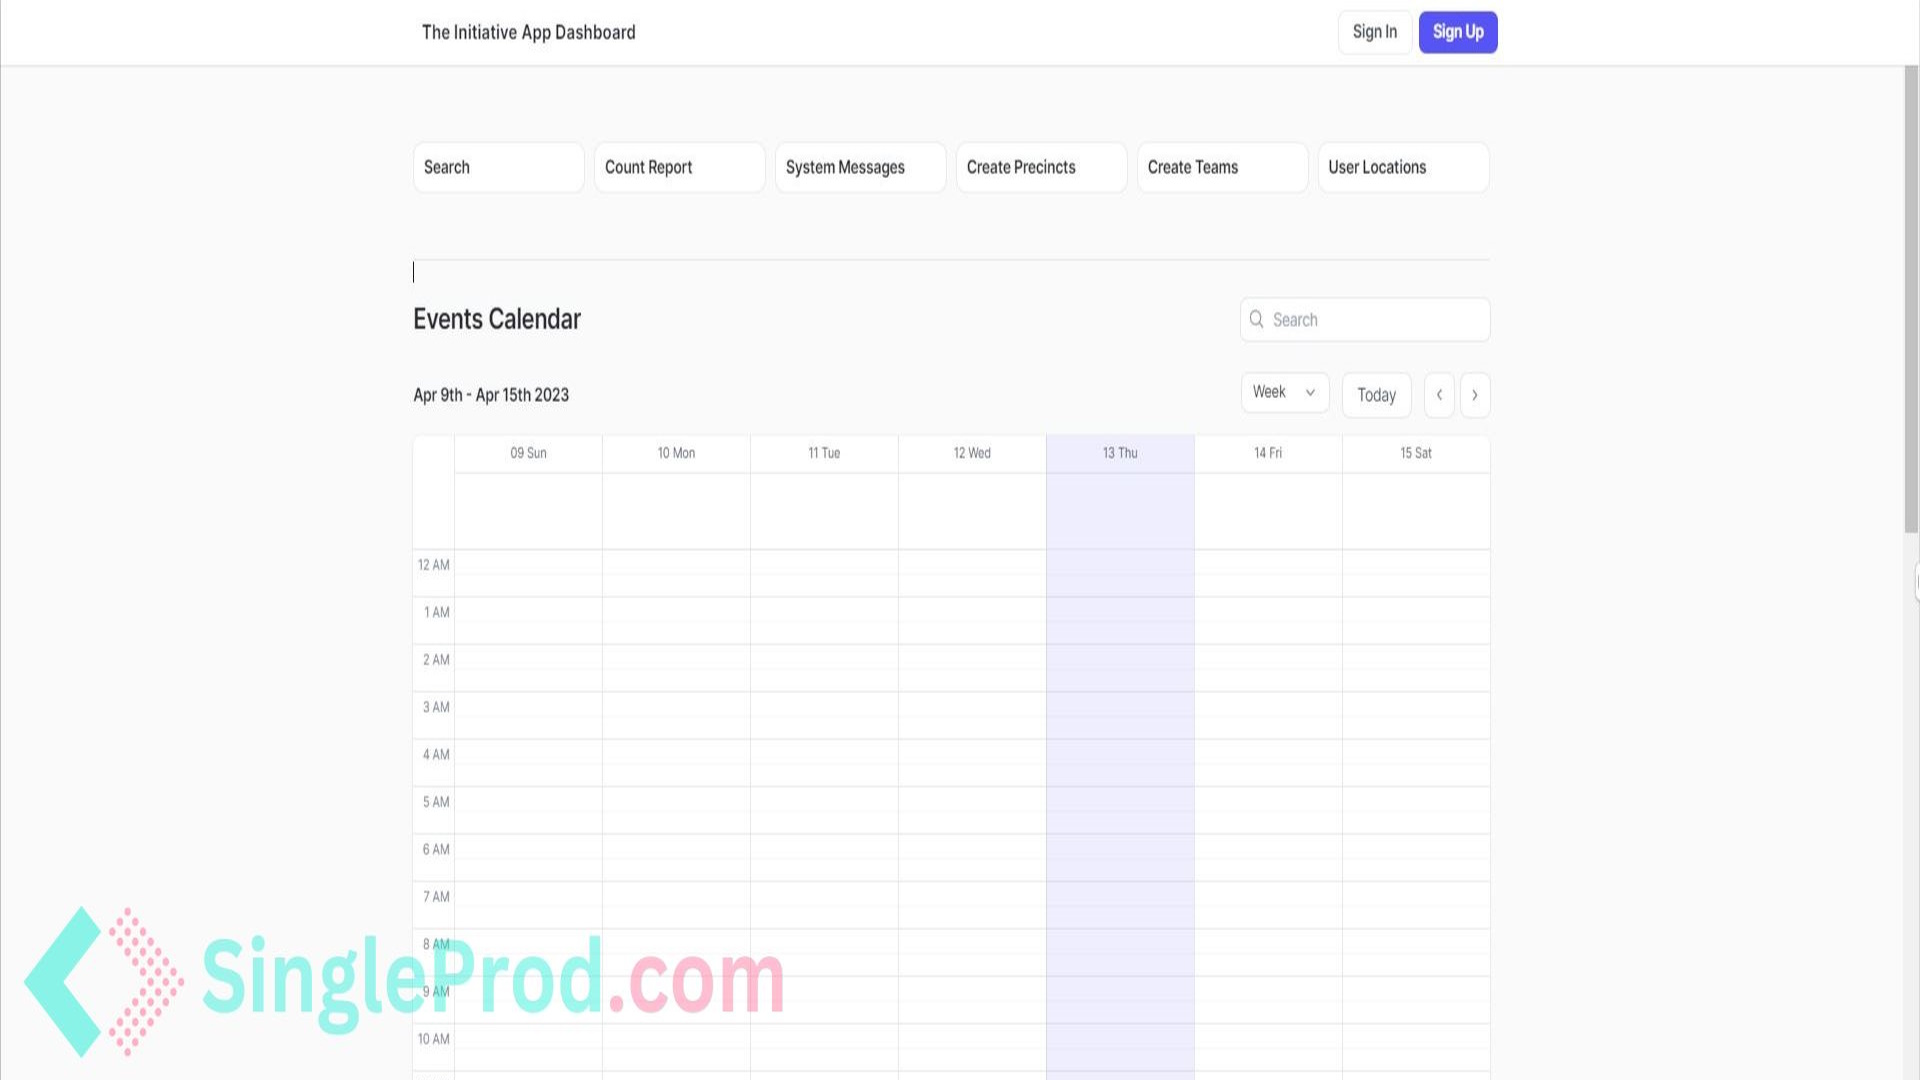 The Initiative App Dashboard
Sign In
Sign Up
Search
Count Report
System Messages
Create Precincts
Create Teams
User Locations
Events Calendar
Search
Apr 9th - Apr 15th 2023
Week
Today
09 Sun
10 Mon
11 Tue
12 Wed
13 Thu
14 Fri
15 Sat
12 AM
1 AM
2 AM
3 AM
4 AM
5 AM
6 AM
7 AM
8 AM
9 AM
10 AM
SingleProd.com